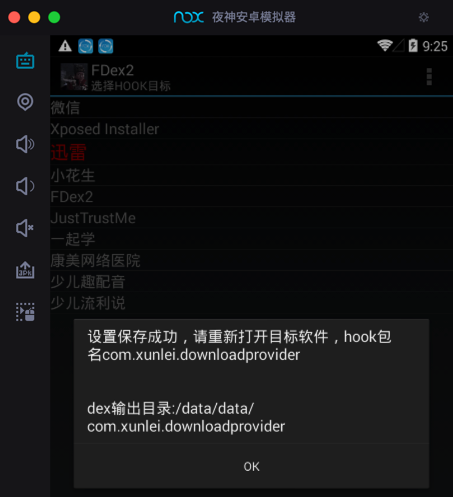 nox 夜神安卓模拟器
9:25
FDex2
选择HOOK目标
微信
Xposed Installer
迅雷
小花生
FDex2
JustTrustMe
一起学
康美网络医院
少儿趣配音
少儿流利说
设置保存成功，请重新打开目标软件，hook包
名com.xunlei.downloadprovider
dex输出目录:/data/data/
com.xunlei.downloadprovider
OK